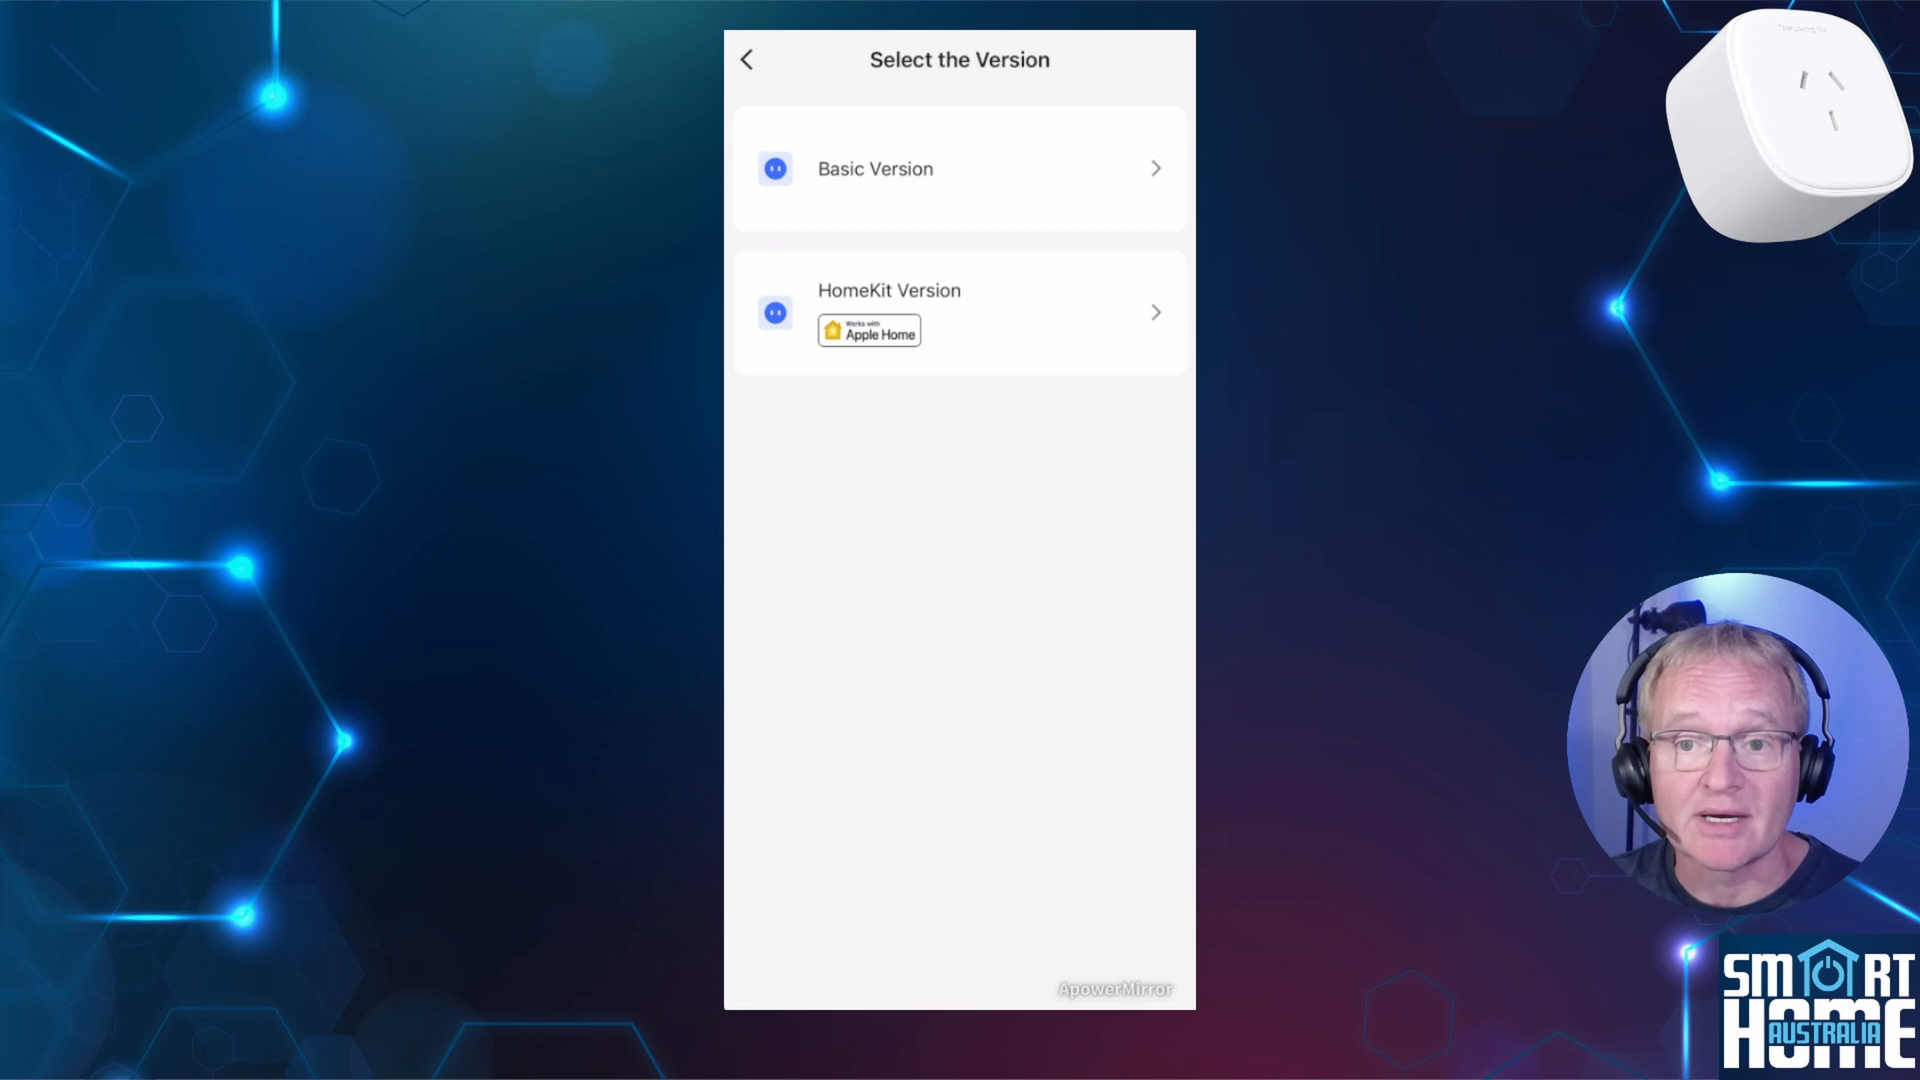 Select the Version
Basic Version
HomeKit Version
Works with
Apple Home
ApowerMirror
SMART
HOME
AUSTRALIA